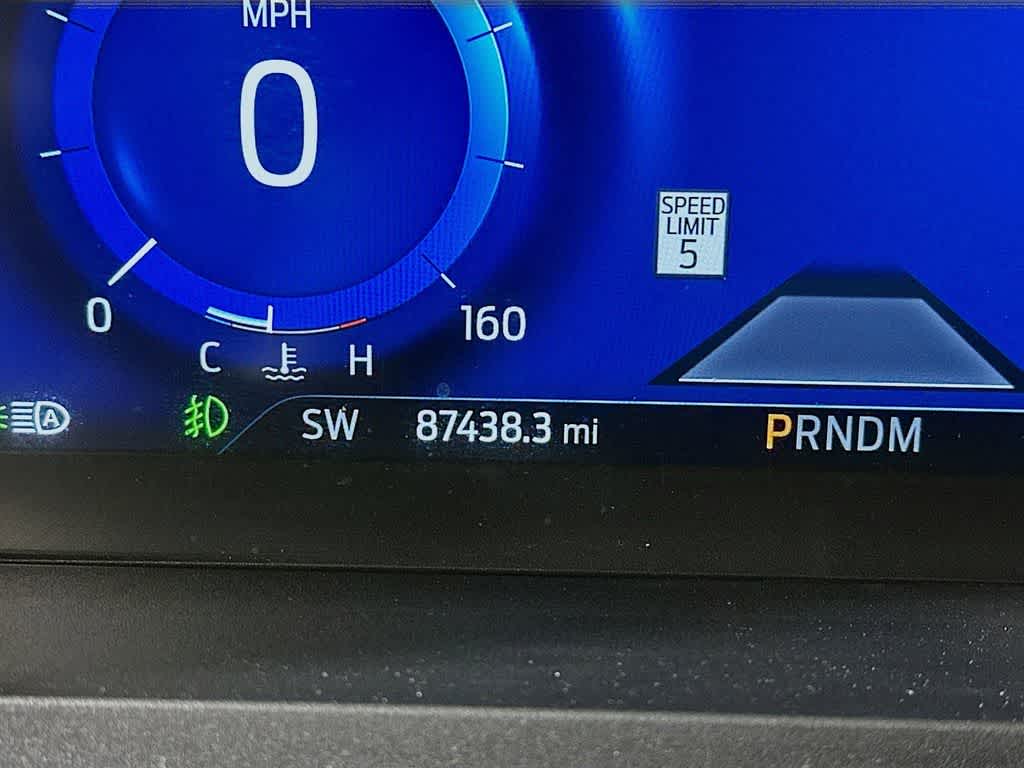 MPH
0
SPEED
LIMIT
5
0
160
C
H
A
SW
87438.3 mi
PRNDM